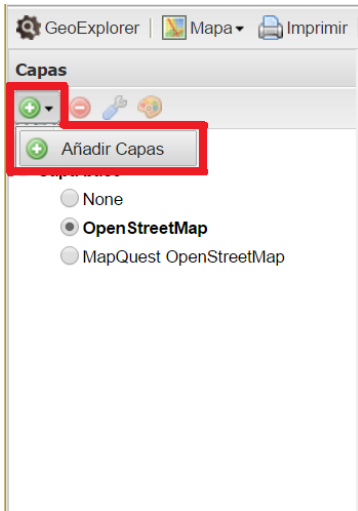 GeoExplorer | Mapa Imprimir
Capas
Añadir Capas
None
OpenStreetMap
MapQuest OpenStreetMap